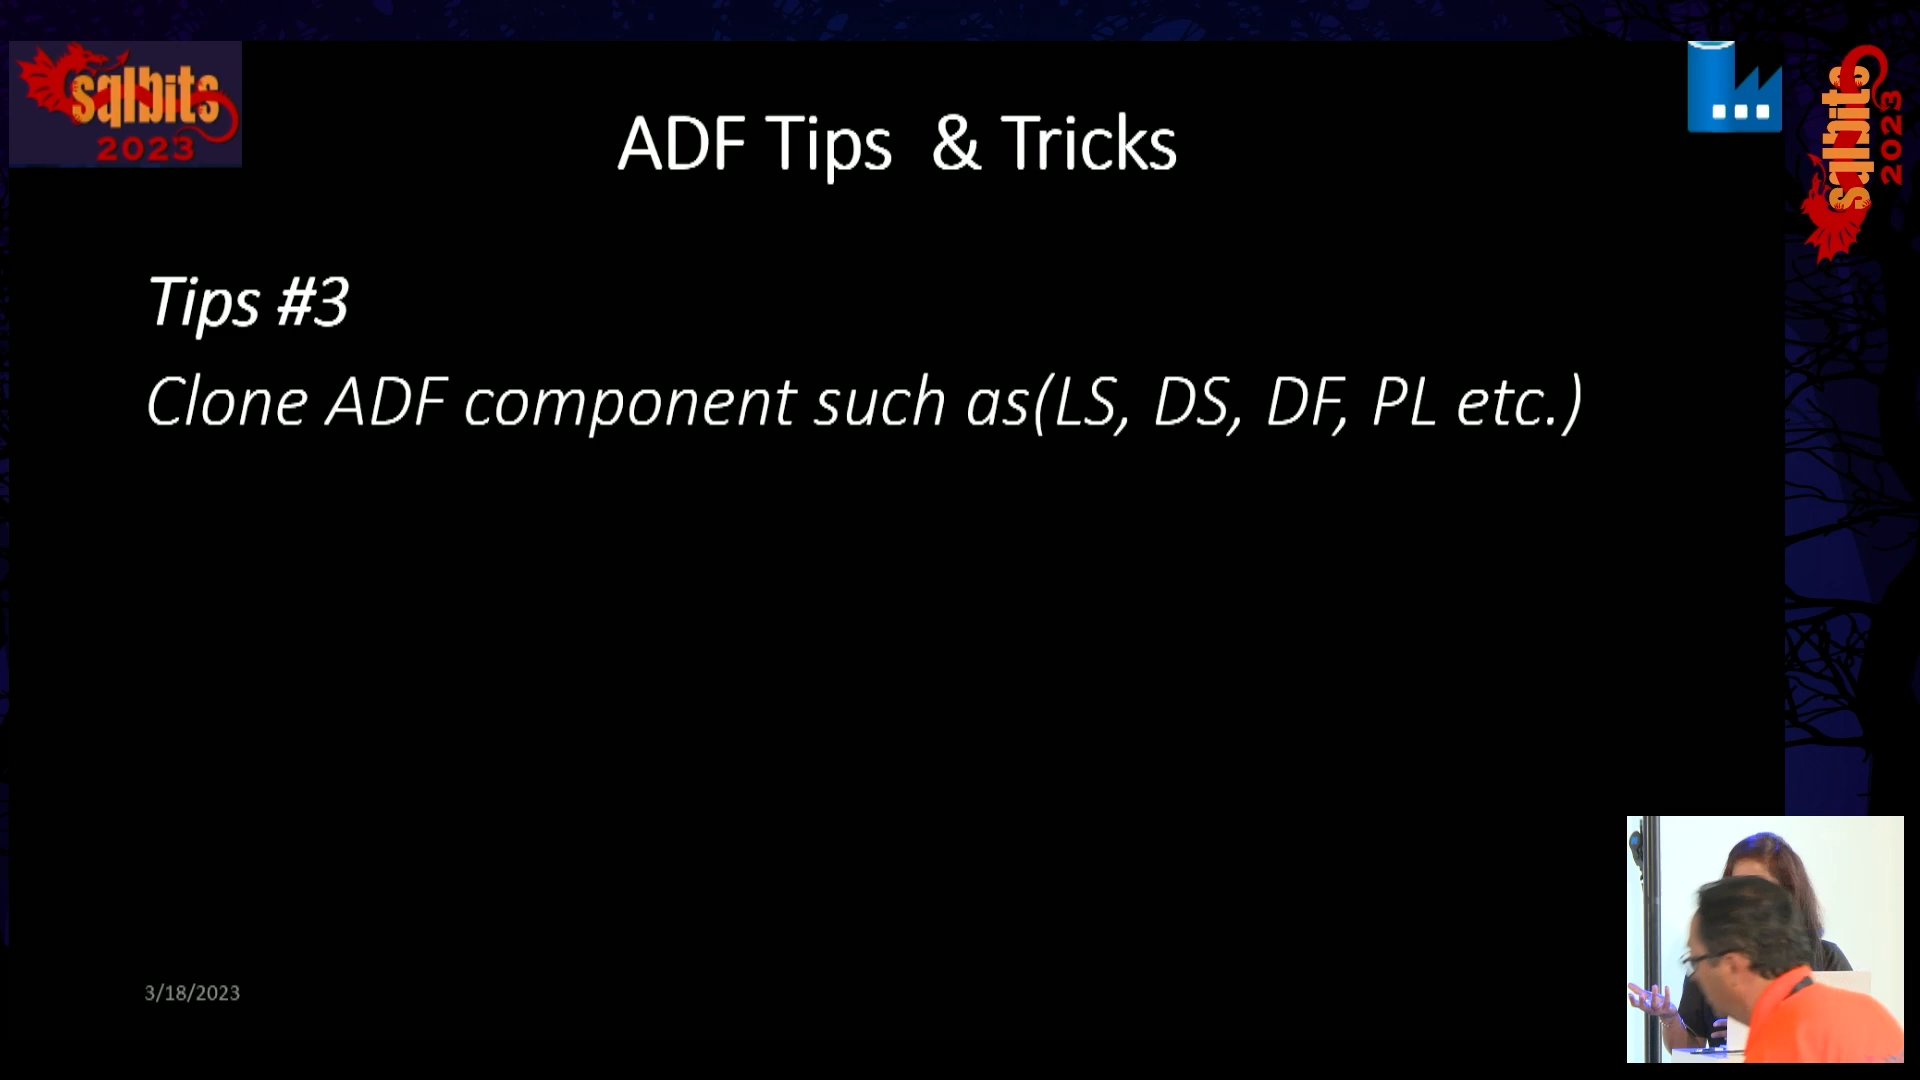 sqlbits
2023
ADF Tips & Tricks
sqlbits
2023
Tips #3
Clone ADF component such as(LS, DS, DF, PL etc.)
3/18/2023